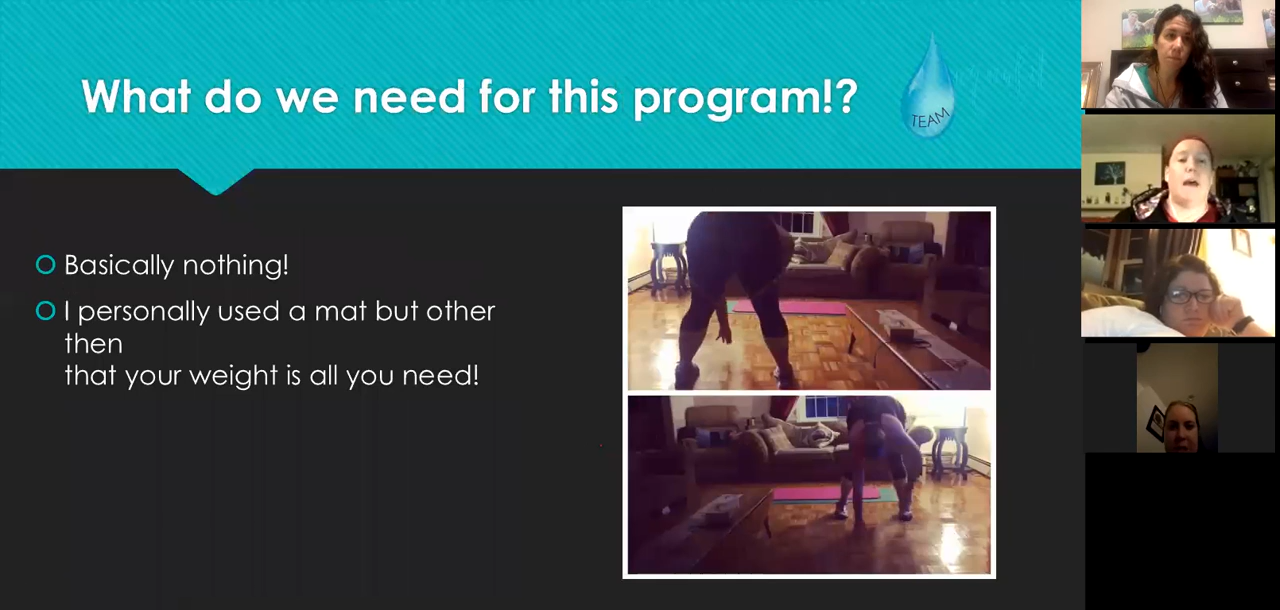 What do we need for this program!?
TEAM
Basically nothing!
I personally used a mat but other
then
that your weight is all you need!